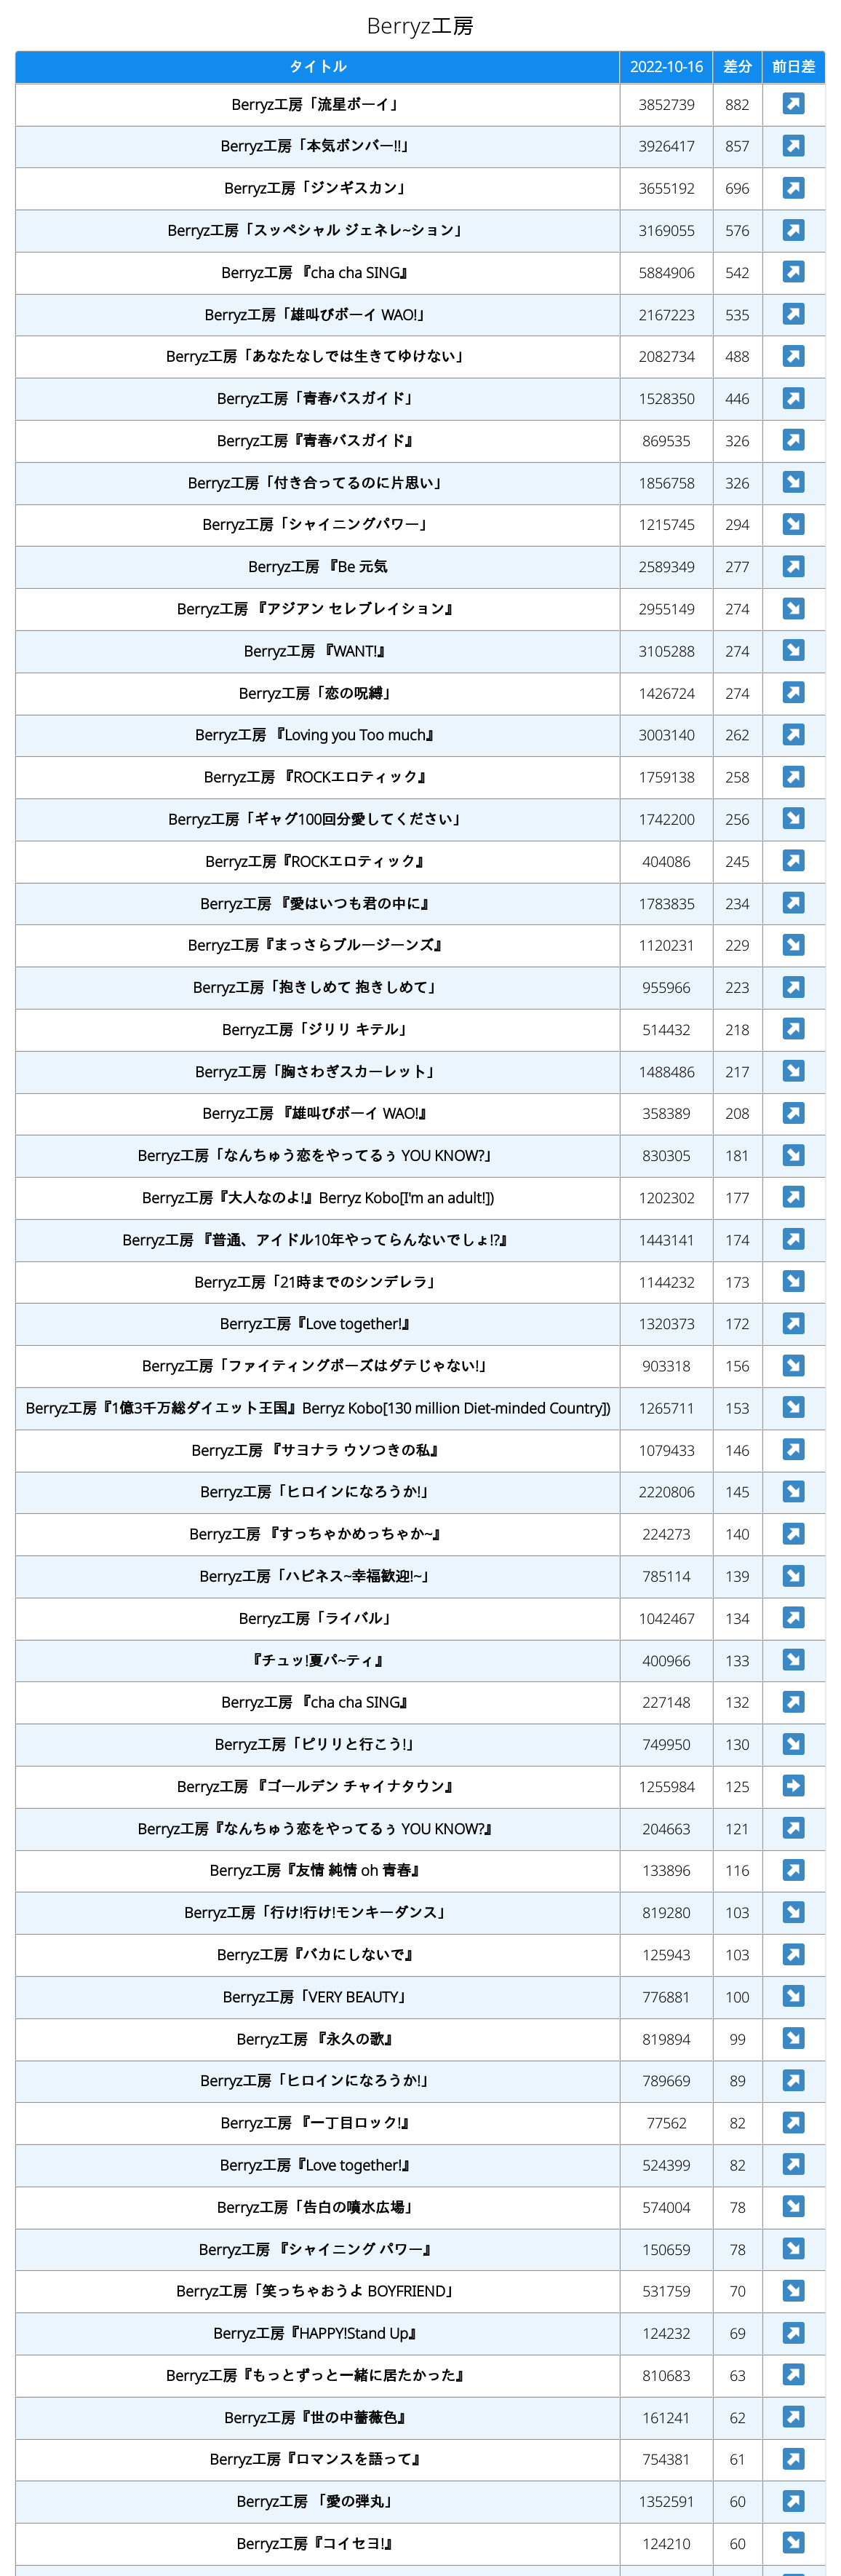 Berryz工房
タイトル 2022-10-16 差分 前日差
Berryz工房「流星ボーイ」 3852739 882 ↗
Berryz工房「本気ボンバー!!」 3926417 857 ↗
Berryz工房「ジンギスカン」 3655192 696 ↗
Berryz工房「スッペシャル ジェネレ~ション」 3169055 576 ↗
Berryz工房 『cha cha SING』 5884906 542 ↗
Berryz工房「雄叫びボーイ WAO!」 2167223 535 ↗
Berryz工房「あなたなしでは生きてゆけない」 2082734 488 ↗
Berryz工房「青春バスガイド」 1528350 446 ↗
Berryz工房『青春バスガイド』 869535 326 ↗
Berryz工房「付き合ってるのに片思い」 1856758 326 ↘
Berryz工房「シャイニングパワー」 1215745 294 ↘
Berryz工房 『Be 元気 2589349 277 ↗
Berryz工房 『アジアン セレブレイション』 2955149 274 ↘
Berryz工房 『WANT!』 3105288 274 ↘
Berryz工房「恋の呪縛」 1426724 274 ↗
Berryz工房 『Loving you Too much』 3003140 262 ↗
Berryz工房 『ROCKエロティック』 1759138 258 ↗
Berryz工房「ギャグ100回分愛してください」 1742200 256 ↘
Berryz工房『ROCKエロティック』 404086 245 ↗
Berryz工房 『愛はいつも君の中に』 1783835 234 ↗
Berryz工房『まっさらブルージーンズ』 1120231 229 ↘
Berryz工房「抱きしめて 抱きしめて」 955966 223 ↗
Berryz工房「ジリリ キテル」 514432 218 ↗
Berryz工房「胸さわぎスカーレット」 1488486 217 ↘
Berryz工房 『雄叫びボーイ WAO!』 358389 208 ↗
Berryz工房「なんちゅう恋をやってるぅ YOU KNOW?」 830305 181 ↘
Berryz工房『大人なのよ!』Berryz Kobo[I'm an adult!]) 1202302 177 ↗
Berryz工房 『普通、アイドル10年やってらんないでしょ!?』 1443141 174 ↗
Berryz工房「21時までのシンデレラ」 1144232 173 ↘
Berryz工房『Love together!』 1320373 172 ↗
Berryz工房「ファイティングポーズはダテじゃない!」 903318 156 ↘
Berryz工房『1億3千万総ダイエット王国』Berryz Kobo[130 million Diet-minded Country]) 1265711 153 ↘
Berryz工房 『サヨナラ ウソつきの私』 1079433 146 ↗
Berryz工房「ヒロインになろうか!」 2220806 145 ↘
Berryz工房 『すっちゃかめっちゃか~』 224273 140 ↗
Berryz工房「ハピネス~幸福歓迎!~」 785114 139 ↘
Berryz工房「ライバル」 1042467 134 ↗
『チュッ!夏パ~ティ』 400966 133 ↘
Berryz工房 『cha cha SING』 227148 132 ↗
Berryz工房「ピリリと行こう!」 749950 130 ↘
Berryz工房 『ゴールデン チャイナタウン』 1255984 125 →
Berryz工房『なんちゅう恋をやってるぅ YOU KNOW?』 204663 121 ↗
Berryz工房『友情 純情 oh 青春』 133896 116 ↗
Berryz工房「行け!行け!モンキーダンス」 819280 103 ↘
Berryz工房『バカにしないで』 125943 103 ↗
Berryz工房「VERY BEAUTY」 776881 100 ↘
Berryz工房 『永久の歌』 819894 99 ↘
Berryz工房「ヒロインになろうか!」 789669 89 ↗
Berryz工房 『一丁目ロック!』 77562 82 ↗
Berryz工房『Love together!』 524399 82 ↗
Berryz工房「告白の噴水広場」 574004 78 ↘
Berryz工房 『シャイニング パワー』 150659 78 ↘
Berryz工房「笑っちゃおうよ BOYFRIEND」 531759 70 ↘
Berryz工房『HAPPY!Stand Up』 124232 69 ↗
Berryz工房『もっとずっと一緒に居たかった』 810683 63 ↗
Berryz工房『世の中薔薇色』 161241 62 ↗
Berryz工房『ロマンスを語って』 754381 61 ↗
Berryz工房 「愛の弾丸」 1352591 60 ↗
Berryz工房『コイセヨ!』 124210 60 ↘